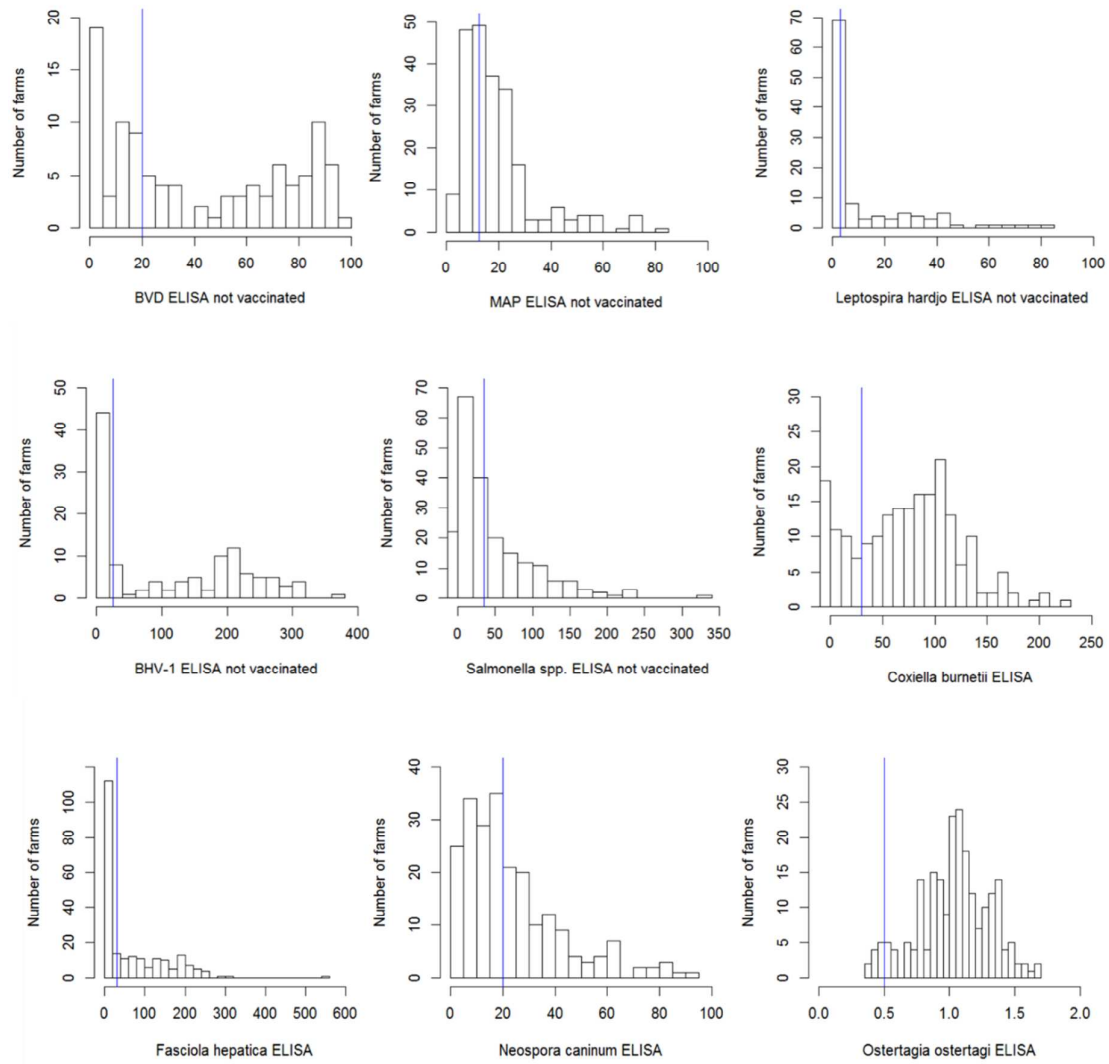 Number of farms
20
15
10
5
0
0 20 40 60 80 100
BVD ELISA not vaccinated
Number of farms
50
40
30
20
10
0
0 20 40 60 80 100
MAP ELISA not vaccinated
Number of farms
70
60
50
40
30
20
10
0
0 20 40 60 80 100
Leptospira hardjo ELISA not vaccinated
Number of farms
50
40
30
20
10
0
0 100 200 300 400
BHV-1 ELISA not vaccinated
Number of farms
70
60
50
40
30
20
10
0
0 50 100 150 200 250 300 350
Salmonella spp. ELISA not vaccinated
Number of farms
30
25
20
15
10
5
0
0 50 100 150 200 250
Coxiella burnetii ELISA
Number of farms
100
80
60
40
20
0
0 100 200 300 400 500 600
Fasciola hepatica ELISA
Number of farms
40
30
20
10
0
0 20 40 60 80 100
Neospora caninum ELISA
Number of farms
30
25
20
15
10
5
0
0.0 0.5 1.0 1.5 2.0
Ostertagia ostertagi ELISA